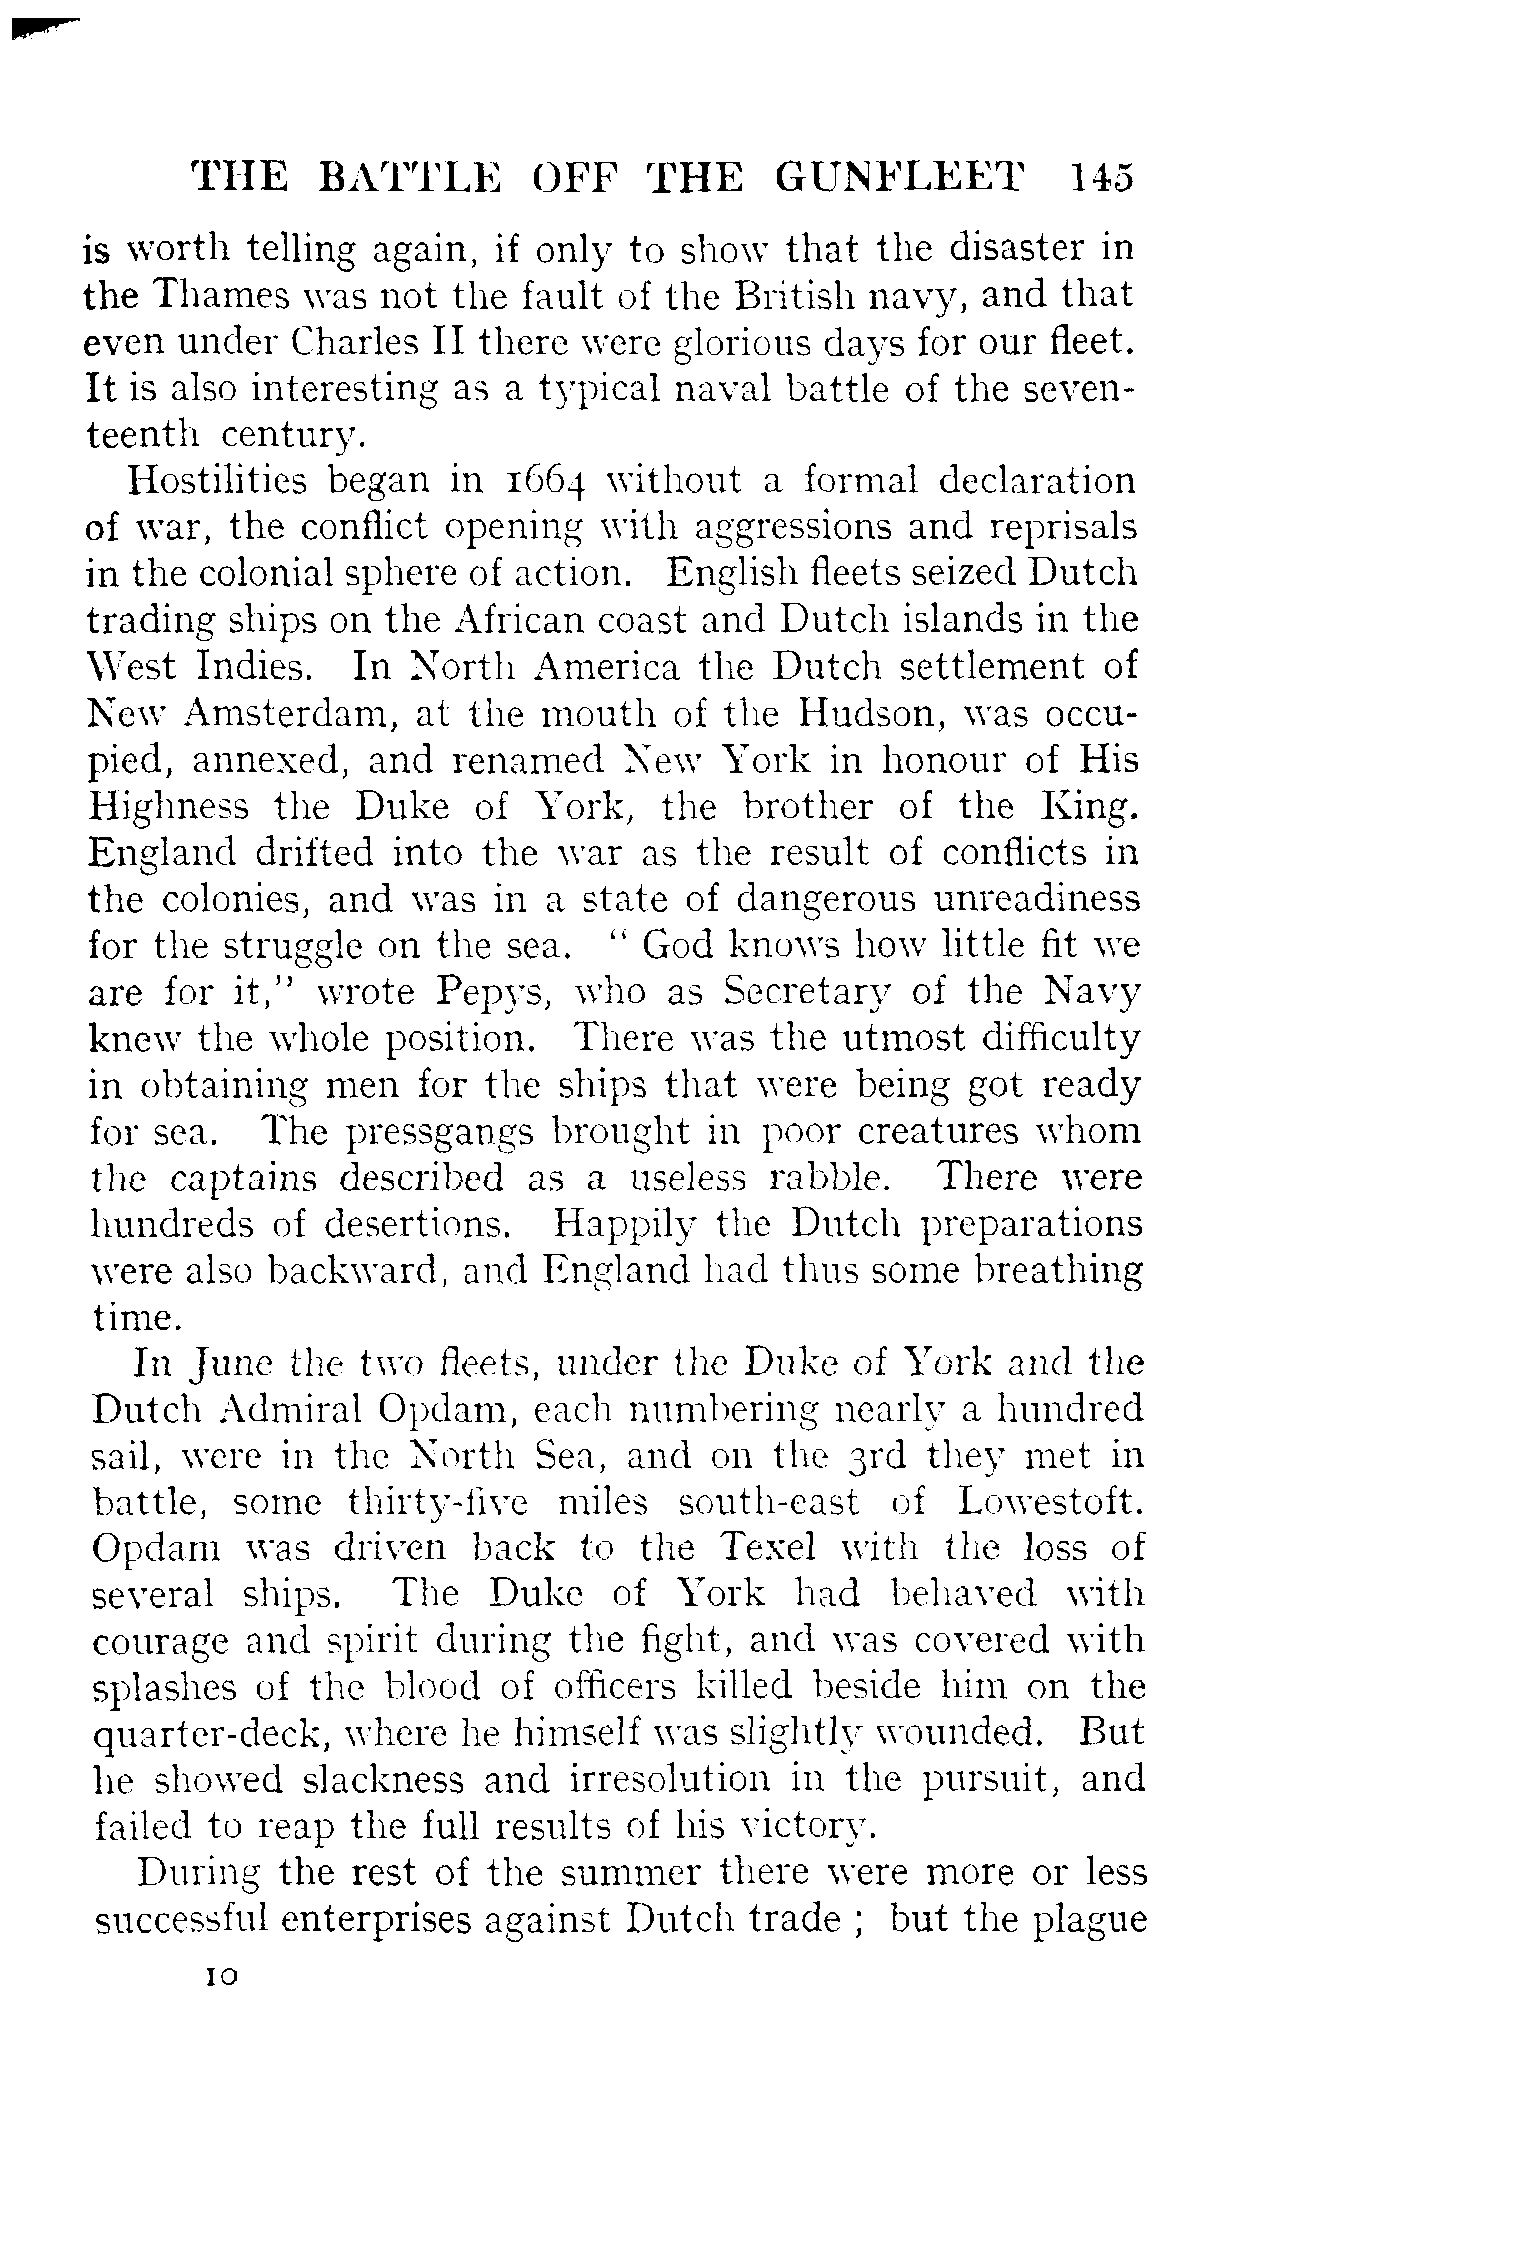 THE BATTLE OFF THE GUNFLEET 145
is worth telling again, if only to show that the disaster in
the Thames was not the fault of the British navy, and that
even under Charles II there were glorious days for our fleet.
It is also interesting as a typical naval battle of the seven-
teenth century.
Hostilities began in 1664 without a formal declaration
of war, the conflict opening with aggressions and reprisals
in the colonial sphere of action. English fleets seized Dutch
trading ships on the African coast and Dutch islands in the
West Indies. In North America the Dutch settlement of
New Amsterdam, at the mouth of the Hudson, was occu-
pied, annexed, and renamed New York in honour of His
Highness the Duke of York, the brother of the King.
England drifted into the war as the result of conflicts in
the colonies, and was in a state of dangerous unreadiness
for the struggle on the sea. " God knows how little fit we
are for it," wrote Pepys, who as Secretary of the Navy
knew the whole position. There was the utmost difficulty
in obtaining men for the ships that were being got ready
for sea. The pressgangs brought in poor creatures whom
the captains described as a useless rabble. There were
hundreds of desertions. Happily the Dutch preparations
were also backward, and England had thus some breathing
time.
In June the two fleets, under the Duke of York and the
Dutch Admiral Opdam, each numbering nearly a hundred
sail, were in the North Sea, and on the 3rd they met in
battle, some thirty-five miles south-east of Lowestoft.
Opdam was driven back to the Texel with the loss of
several ships. The Duke of York had behaved with
courage and spirit during the fight, and was covered with
splashes of the blood of officers killed beside him on the
quarter-deck, where he himself was slightly wounded. But
he showed slackness and irresolution in the pursuit, and
failed to reap the full results of his victory.
During the rest of the summer there were more or less
successful enterprises against Dutch trade ; but the plague
10